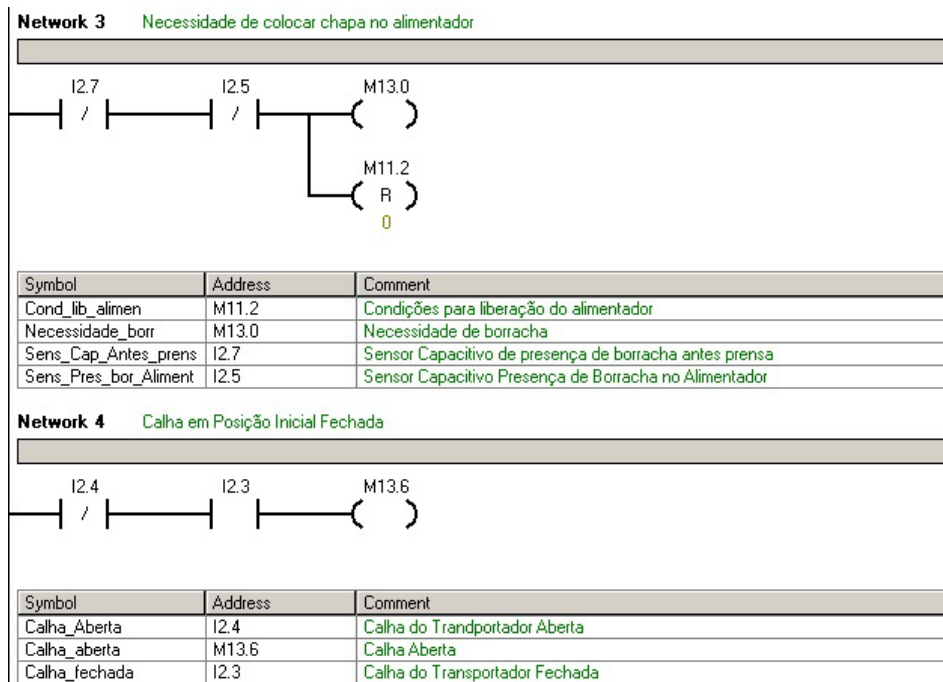 Network 3 Necessidade de colocar chapa no alimentador
I2.7 I2.5 M13.0
/ /
M11.2
R
0
Symbol Address Comment
Cond_lib_alimen M11.2 Condições para liberação do alimentador
Necessidade_borr M13.0 Necessidade de borracha
Sens_Cap_Antes_prens I2.7 Sensor Capacitivo de presença de borracha antes prensa
Sens_Pres_bor_Aliment I2.5 Sensor Capacitivo Presença de Borracha no Alimentador
Network 4 Calha em Posição Inicial Fechada
I2.4 I2.3 M13.6
/
Symbol Address Comment
Calha_Aberta I2.4 Calha do Trandportador Aberta
Calha_aberta M13.6 Calha Aberta
Calha_fechada I2.3 Calha do Transportador Fechada